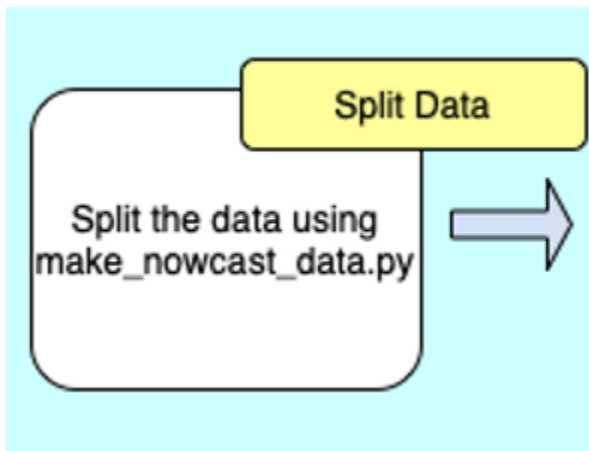 Split Data
Split the data using
make_nowcast_data.py